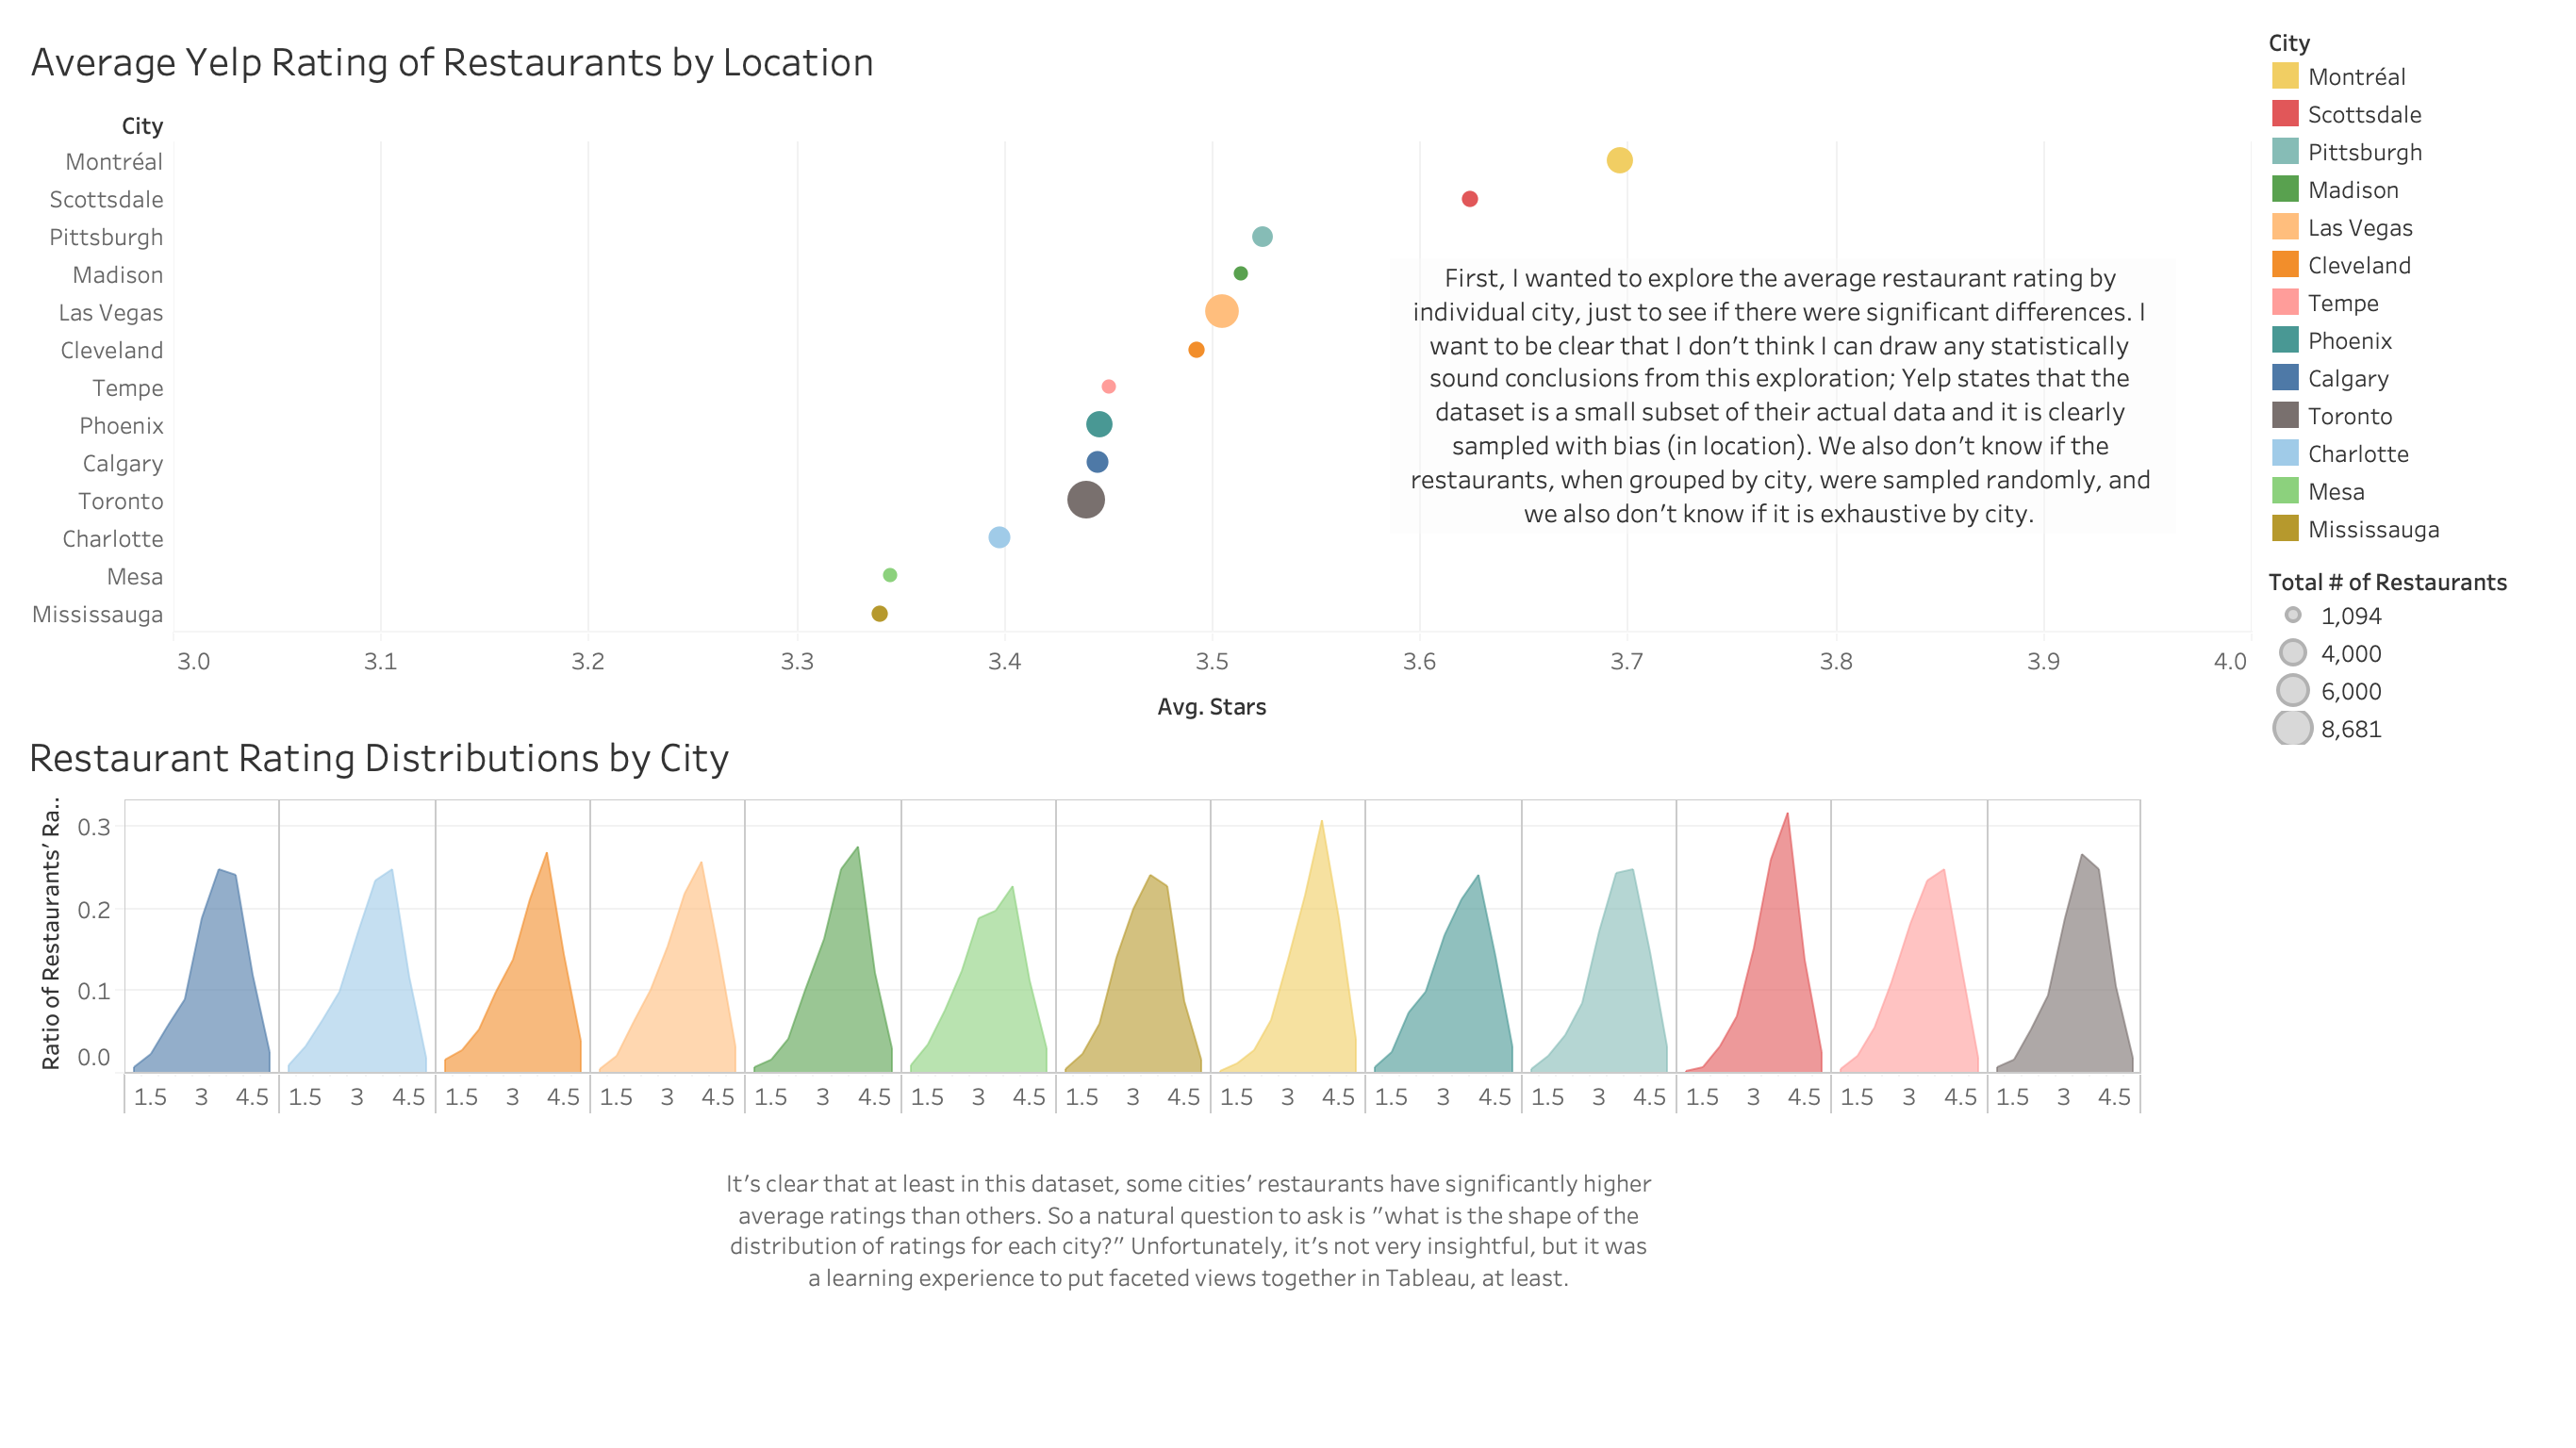 Average Yelp Rating of Restaurants by Location
City
Montréal
Scottsdale
Pittsburgh
Madison
Las Vegas
Cleveland
Tempe
Phoenix
Calgary
Toronto
Charlotte
Mesa
Mississauga
3.0 3.1 3.2 3.3 3.4 3.5 3.6 3.7 3.8 3.9 4.0
Avg. Stars
First, I wanted to explore the average restaurant rating by
individual city, just to see if there were significant differences. I
want to be clear that I don’t think I can draw any statistically
sound conclusions from this exploration; Yelp states that the
dataset is a small subset of their actual data and it is clearly
sampled with bias (in location). We also don’t know if the
restaurants, when grouped by city, were sampled randomly, and
we also don’t know if it is exhaustive by city.
City
Montréal
Scottsdale
Pittsburgh
Madison
Las Vegas
Cleveland
Tempe
Phoenix
Calgary
Toronto
Charlotte
Mesa
Mississauga
Total # of Restaurants
1,094
4,000
6,000
8,681
Restaurant Rating Distributions by City
Ratio of Restaurants’ Ra..
0.3
0.2
0.1
0.0
1.5 3 4.5 1.5 3 4.5 1.5 3 4.5 1.5 3 4.5 1.5 3 4.5 1.5 3 4.5 1.5 3 4.5 1.5 3 4.5 1.5 3 4.5 1.5 3 4.5 1.5 3 4.5 1.5 3 4.5 1.5 3 4.5
It’s clear that at least in this dataset, some cities’ restaurants have significantly higher
average ratings than others. So a natural question to ask is "what is the shape of the
distribution of ratings for each city?" Unfortunately, it’s not very insightful, but it was
a learning experience to put faceted views together in Tableau, at least.